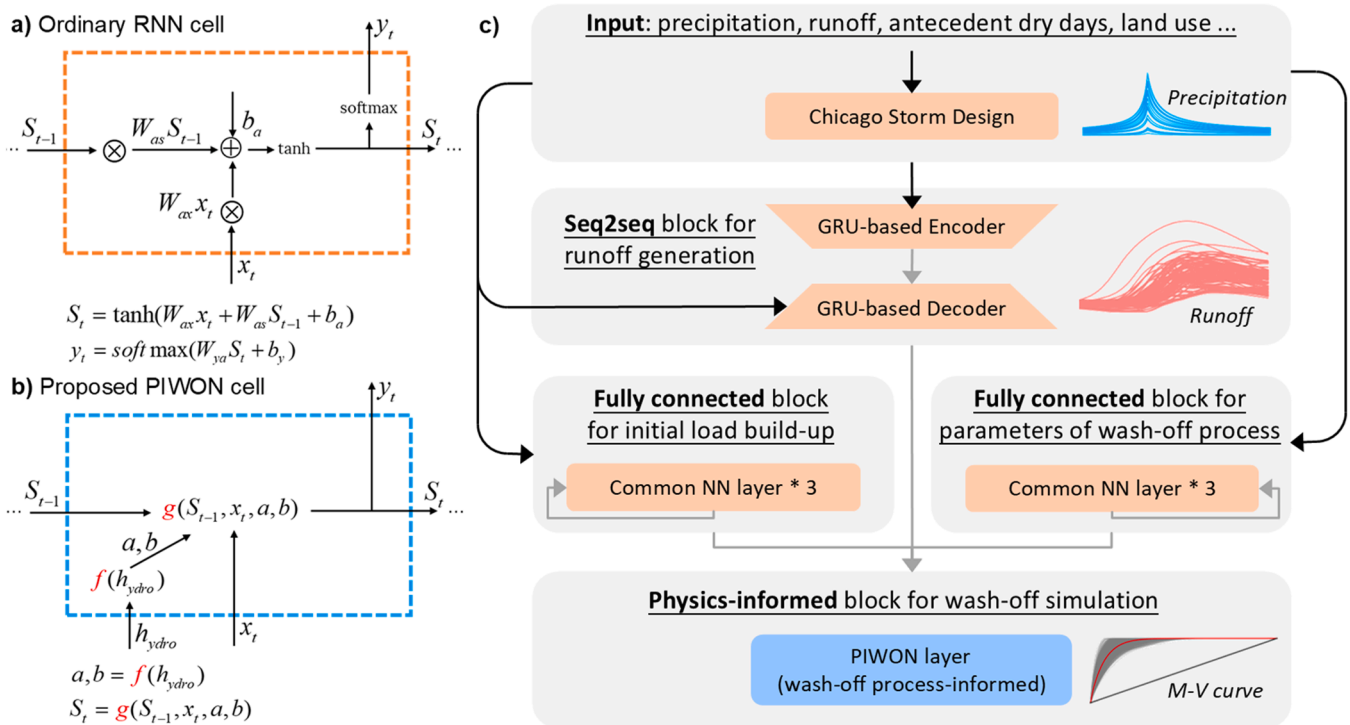 a) Ordinary RNN cell
y_t
softmax
S_{t-1}
W_{as}S_{t-1}
b_a
tanh
S_t
...
...
W_{ax}x_t
x_t
S_t = tanh(W_{ax}x_t + W_{as}S_{t-1} + b_a)
y_t = soft max(W_{ya}S_t + b_y)
b) Proposed PIWON cell
y_t
S_{t-1}
g(S_{t-1}, x_t, a, b)
S_t
...
...
a, b
f(h_{ydro})
h_{ydro}
x_t
a, b = f(h_{ydro})
S_t = g(S_{t-1}, x_t, a, b)
c)
Input: precipitation, runoff, antecedent dry days, land use ...
Chicago Storm Design
Precipitation
Seq2seq block for
runoff generation
GRU-based Encoder
GRU-based Decoder
Runoff
Fully connected block
for initial load build-up
Common NN layer * 3
Fully connected block for
parameters of wash-off process
Common NN layer * 3
Physics-informed block for wash-off simulation
PIWON layer
(wash-off process-informed)
M-V curve